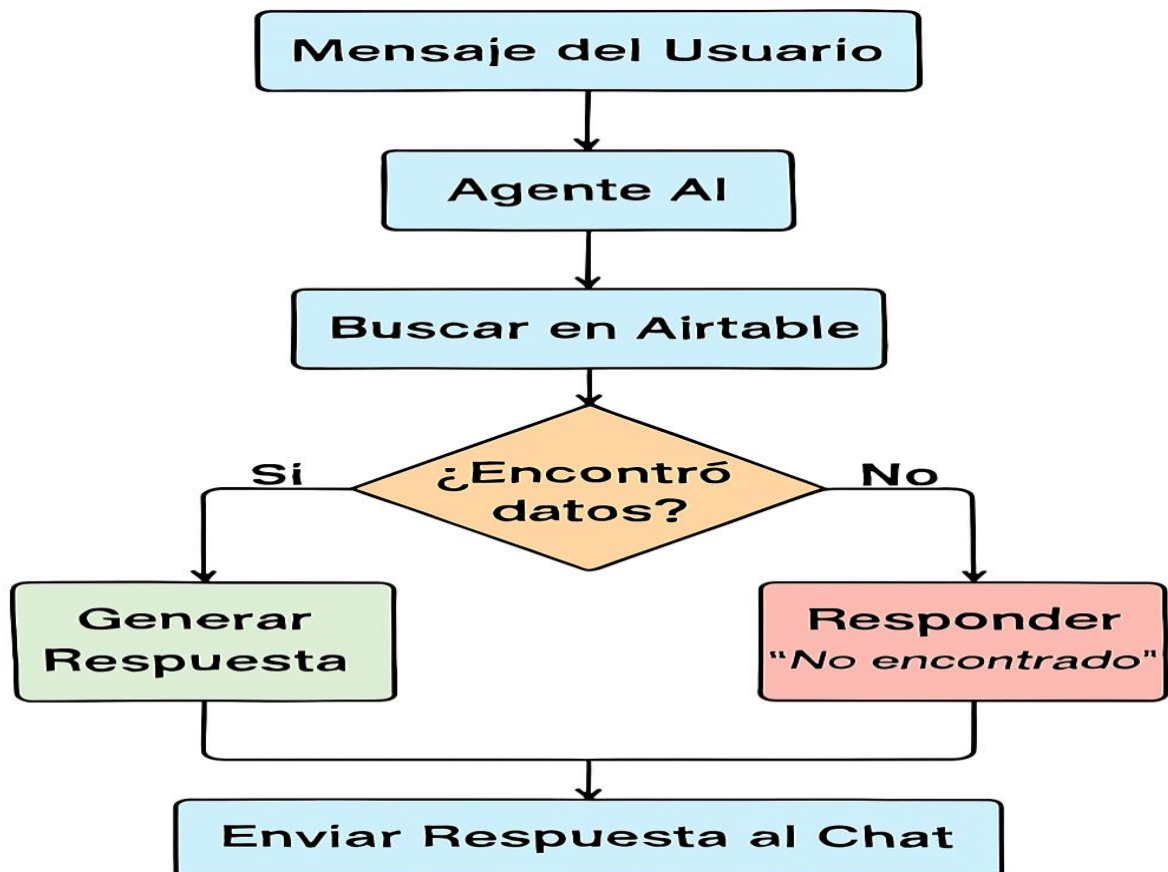 Mensaje del Usuario
Agente AI
Buscar en Airtable
¿Encontró
datos?
Si
No
Generar
Respuesta
Responder
“No encontrado”
Enviar Respuesta al Chat